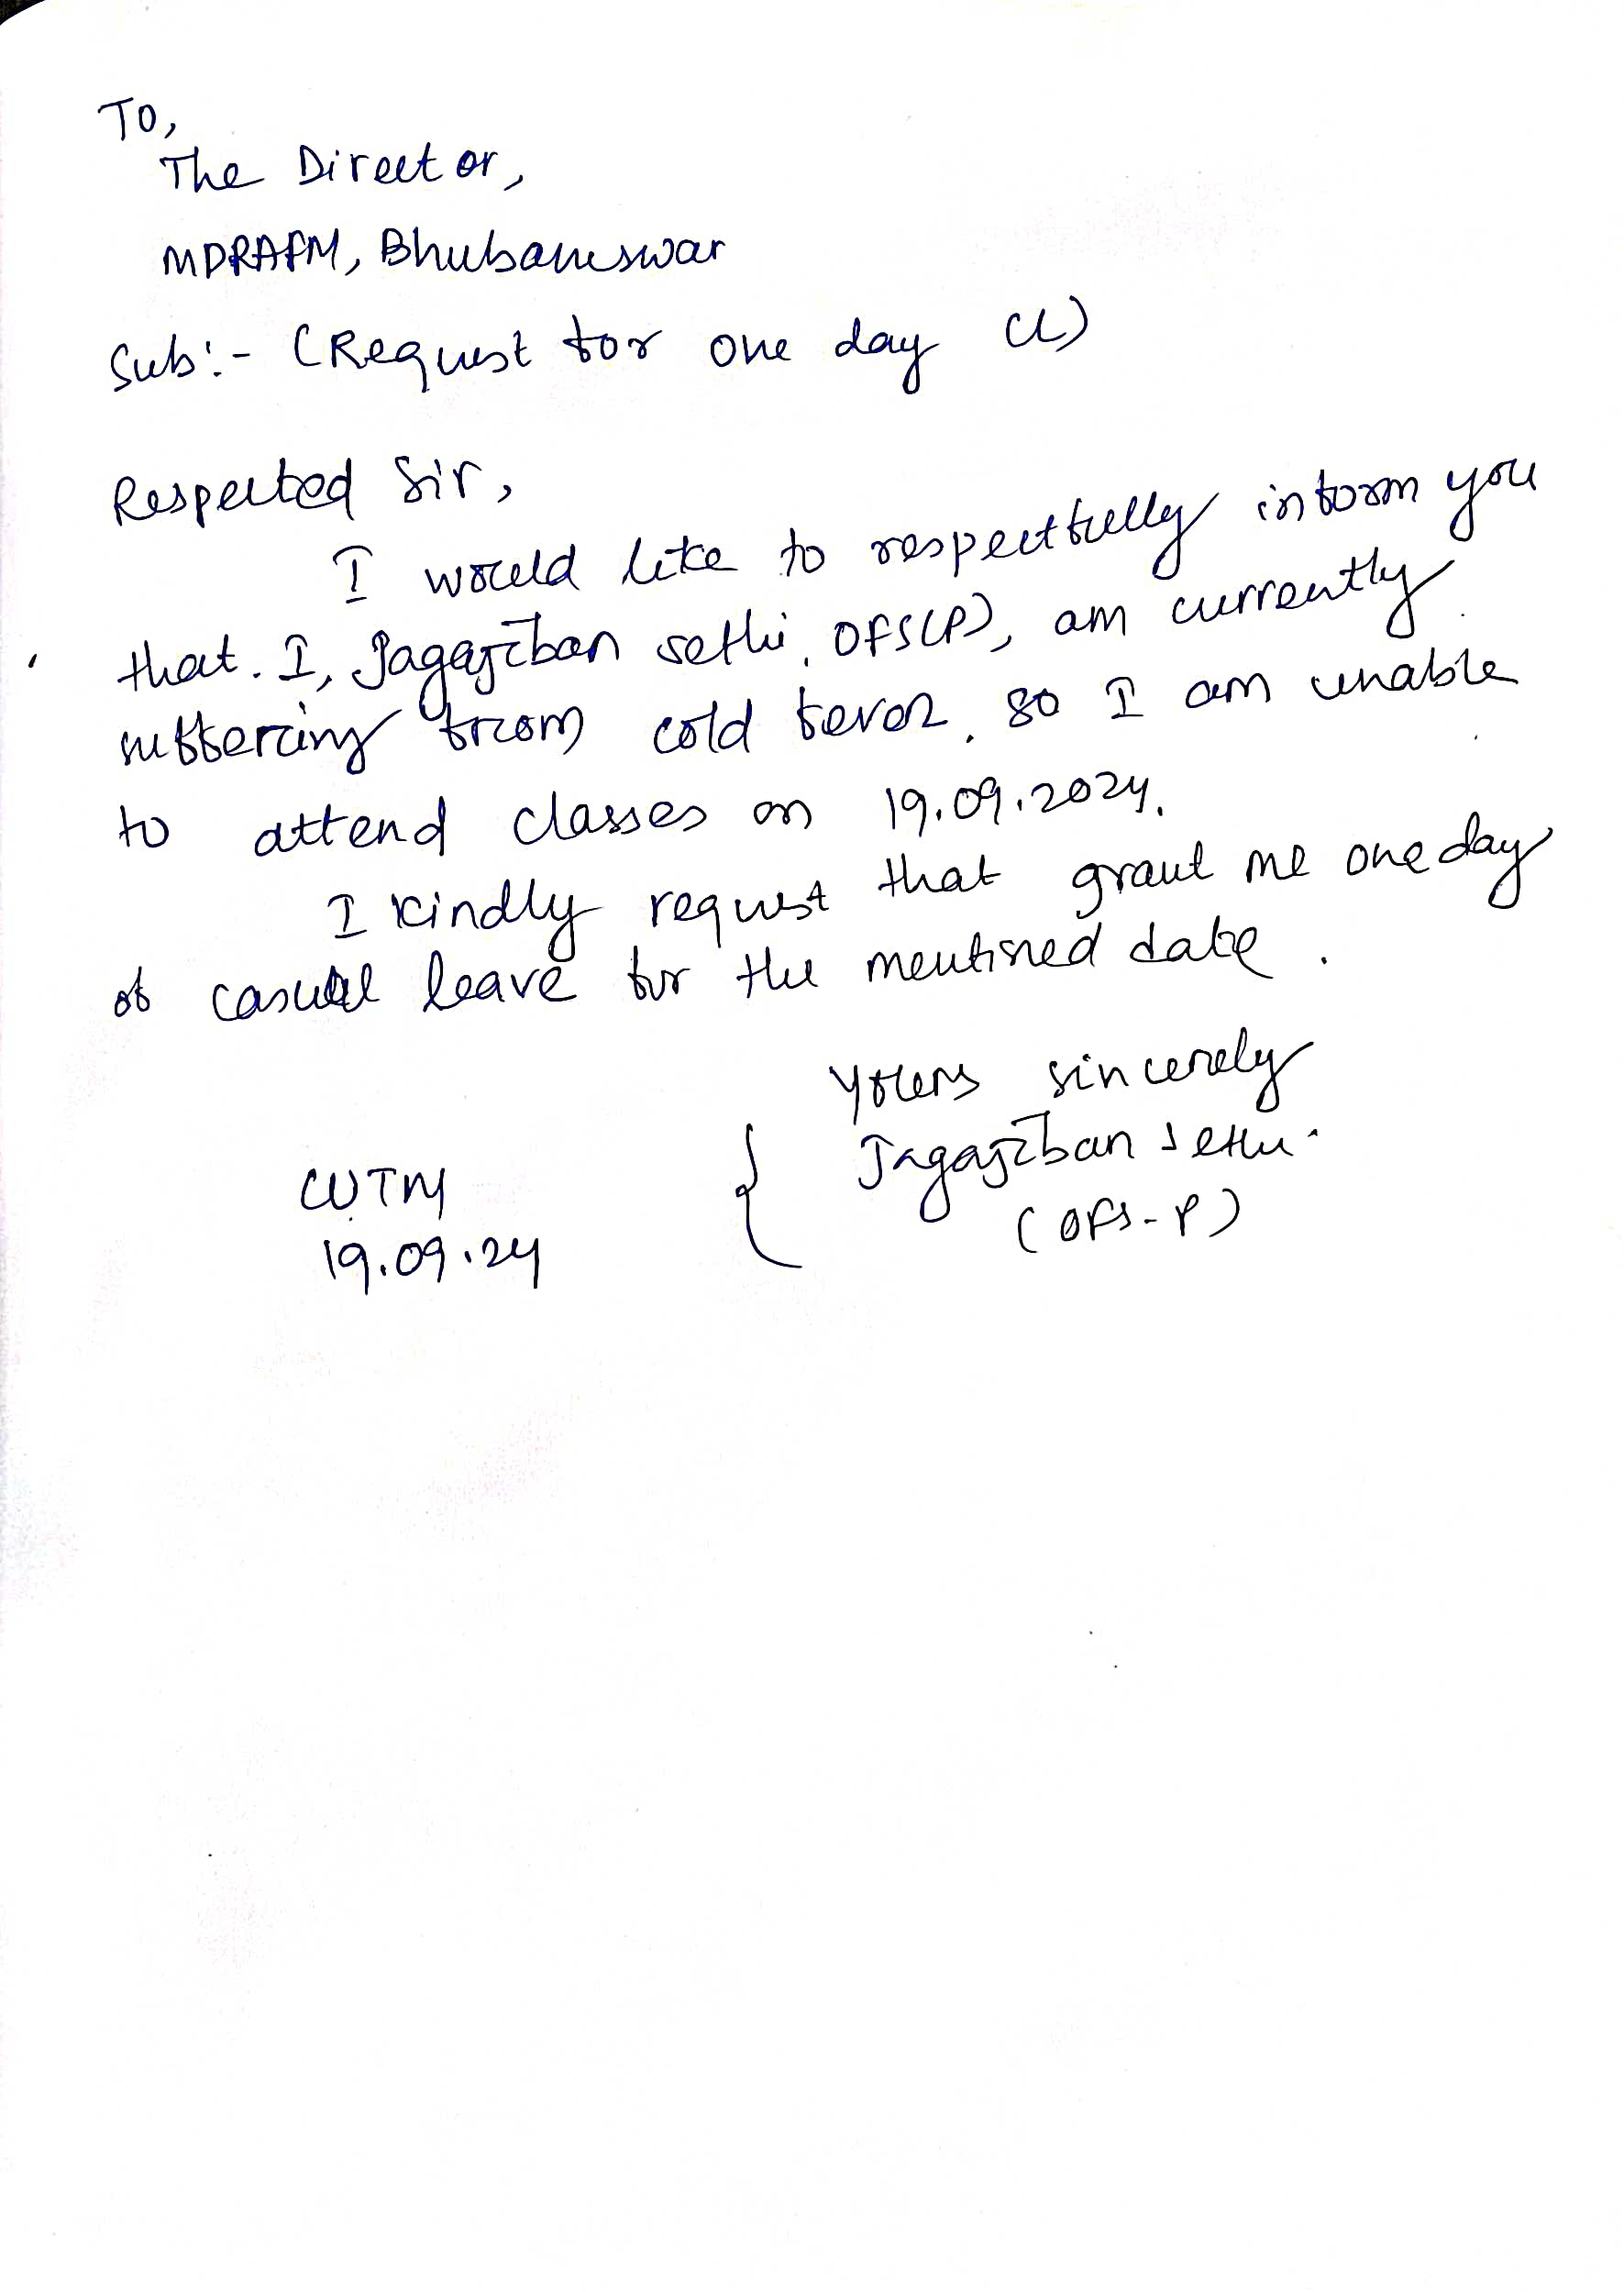 To,
The Director,
MDRAFM, Bhubaneswar
Sub:- (Request for one day CL)
Respected Sir,
I would like to respectfully inform you
that. I, Jagajiban sethi, OFS(P), am currently
suffering from cold fever. so I am unable
to attend classes on 19.09.2024.
I kindly request that grant me one day
of casual leave for the mentioned date.
Yours sincerely
Jagajiban sethi.
(OFS-P)
CUTM
19.09.24